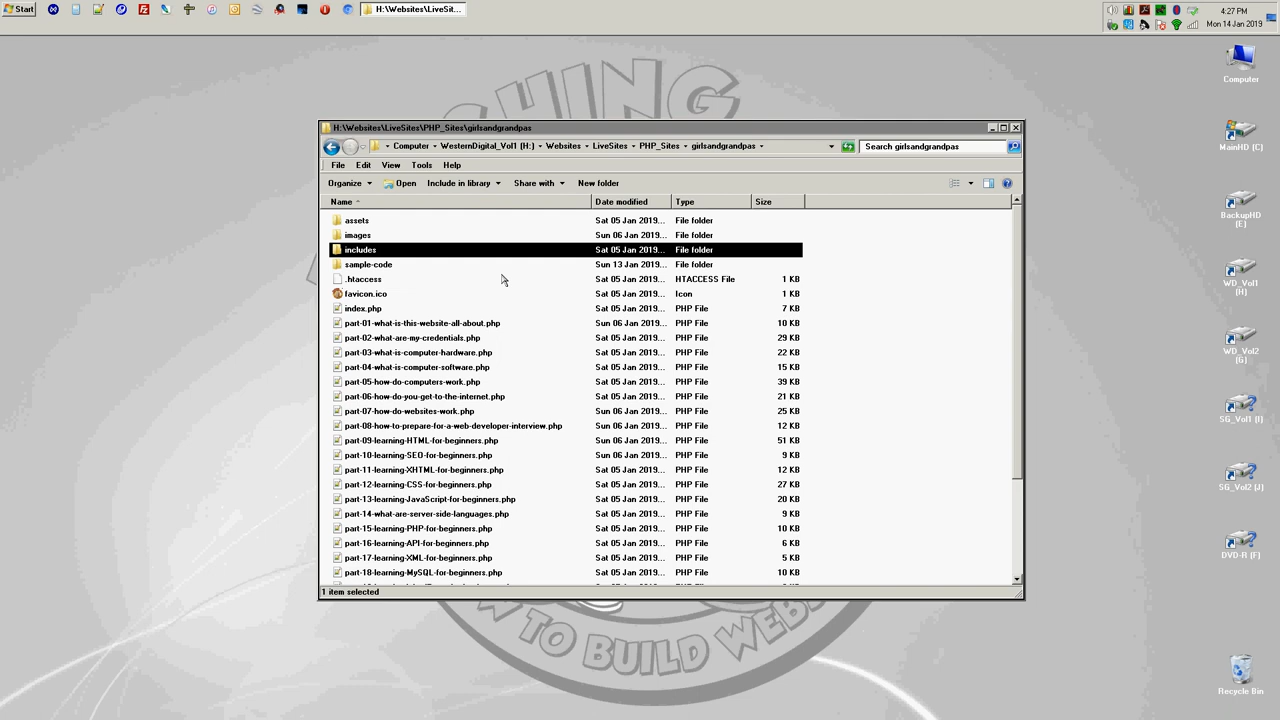 Start
H:\Websites\LiveSit...
4:27 PM
Mon 14 Jan 2019
HING
Computer
MainHD (C)
BackupHD
(E)
WD_Vol1
(H)
WD_Vol2
(G)
SG_Vol1 (I)
SG_Vol2 (J)
DVD-R (F)
Recycle Bin
H:\Websites\LiveSites\PHP_Sites\girlsandgrandpas
Computer WesternDigital_Vol1 (H:) Websites LiveSites PHP_Sites girlsandgrandpas Search girlsandgrandpas
File Edit View Tools Help
Organize Open Include in library Share with New folder
Name Date modified Type Size
assets Sat 05 Jan 2019... File folder
images Sun 06 Jan 2019... File folder
includes Sat 05 Jan 2019... File folder
sample-code Sun 13 Jan 2019... File folder
.htaccess Sat 05 Jan 2019... HTACCESS File 1 KB
favicon.ico Sat 05 Jan 2019... Icon 1 KB
index.php Sat 05 Jan 2019... PHP File 7 KB
part-01-what-is-this-website-all-about.php Sun 06 Jan 2019... PHP File 10 KB
part-02-what-are-my-credentials.php Sat 05 Jan 2019... PHP File 29 KB
part-03-what-is-computer-hardware.php Sat 05 Jan 2019... PHP File 22 KB
part-04-what-is-computer-software.php Sat 05 Jan 2019... PHP File 15 KB
part-05-how-do-computers-work.php Sat 05 Jan 2019... PHP File 39 KB
part-06-how-do-you-get-to-the-internet.php Sat 05 Jan 2019... PHP File 21 KB
part-07-how-do-websites-work.php Sun 06 Jan 2019... PHP File 25 KB
part-08-how-to-prepare-for-a-web-developer-interview.php Sun 06 Jan 2019... PHP File 12 KB
part-09-learning-HTML-for-beginners.php Sun 06 Jan 2019... PHP File 51 KB
part-10-learning-SEO-for-beginners.php Sun 06 Jan 2019... PHP File 9 KB
part-11-learning-XHTML-for-beginners.php Sat 05 Jan 2019... PHP File 12 KB
part-12-learning-CSS-for-beginners.php Sat 05 Jan 2019... PHP File 27 KB
part-13-learning-JavaScript-for-beginners.php Sat 05 Jan 2019... PHP File 20 KB
part-14-what-are-server-side-languages.php Sat 05 Jan 2019... PHP File 9 KB
part-15-learning-PHP-for-beginners.php Sat 05 Jan 2019... PHP File 10 KB
part-16-learning-API-for-beginners.php Sat 05 Jan 2019... PHP File 6 KB
part-17-learning-XML-for-beginners.php Sat 05 Jan 2019... PHP File 5 KB
part-18-learning-MySQL-for-beginners.php Sat 05 Jan 2019... PHP File 10 KB
1 item selected
W TO BUILD WEBS